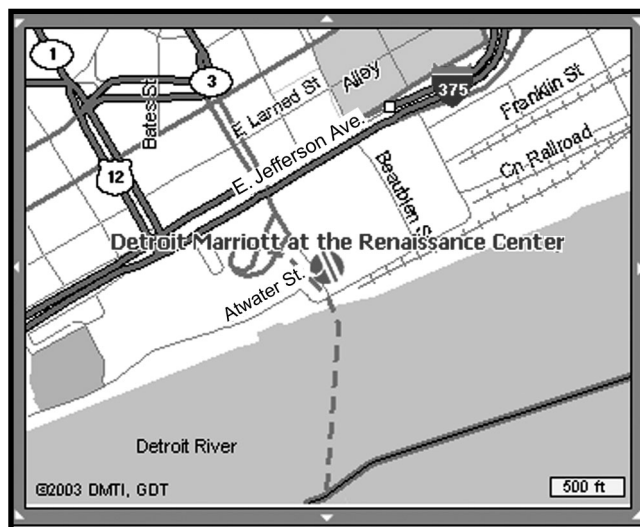 1
3
Bates St
E Larned St
Alley
375
Franklin St
E. Jefferson Ave.
Cn Railroad
12
Beaubien S
Detroit Marriott at the Renaissance Center
Atwater St.
Detroit River
©2003 DMTI, GDT
500 ft